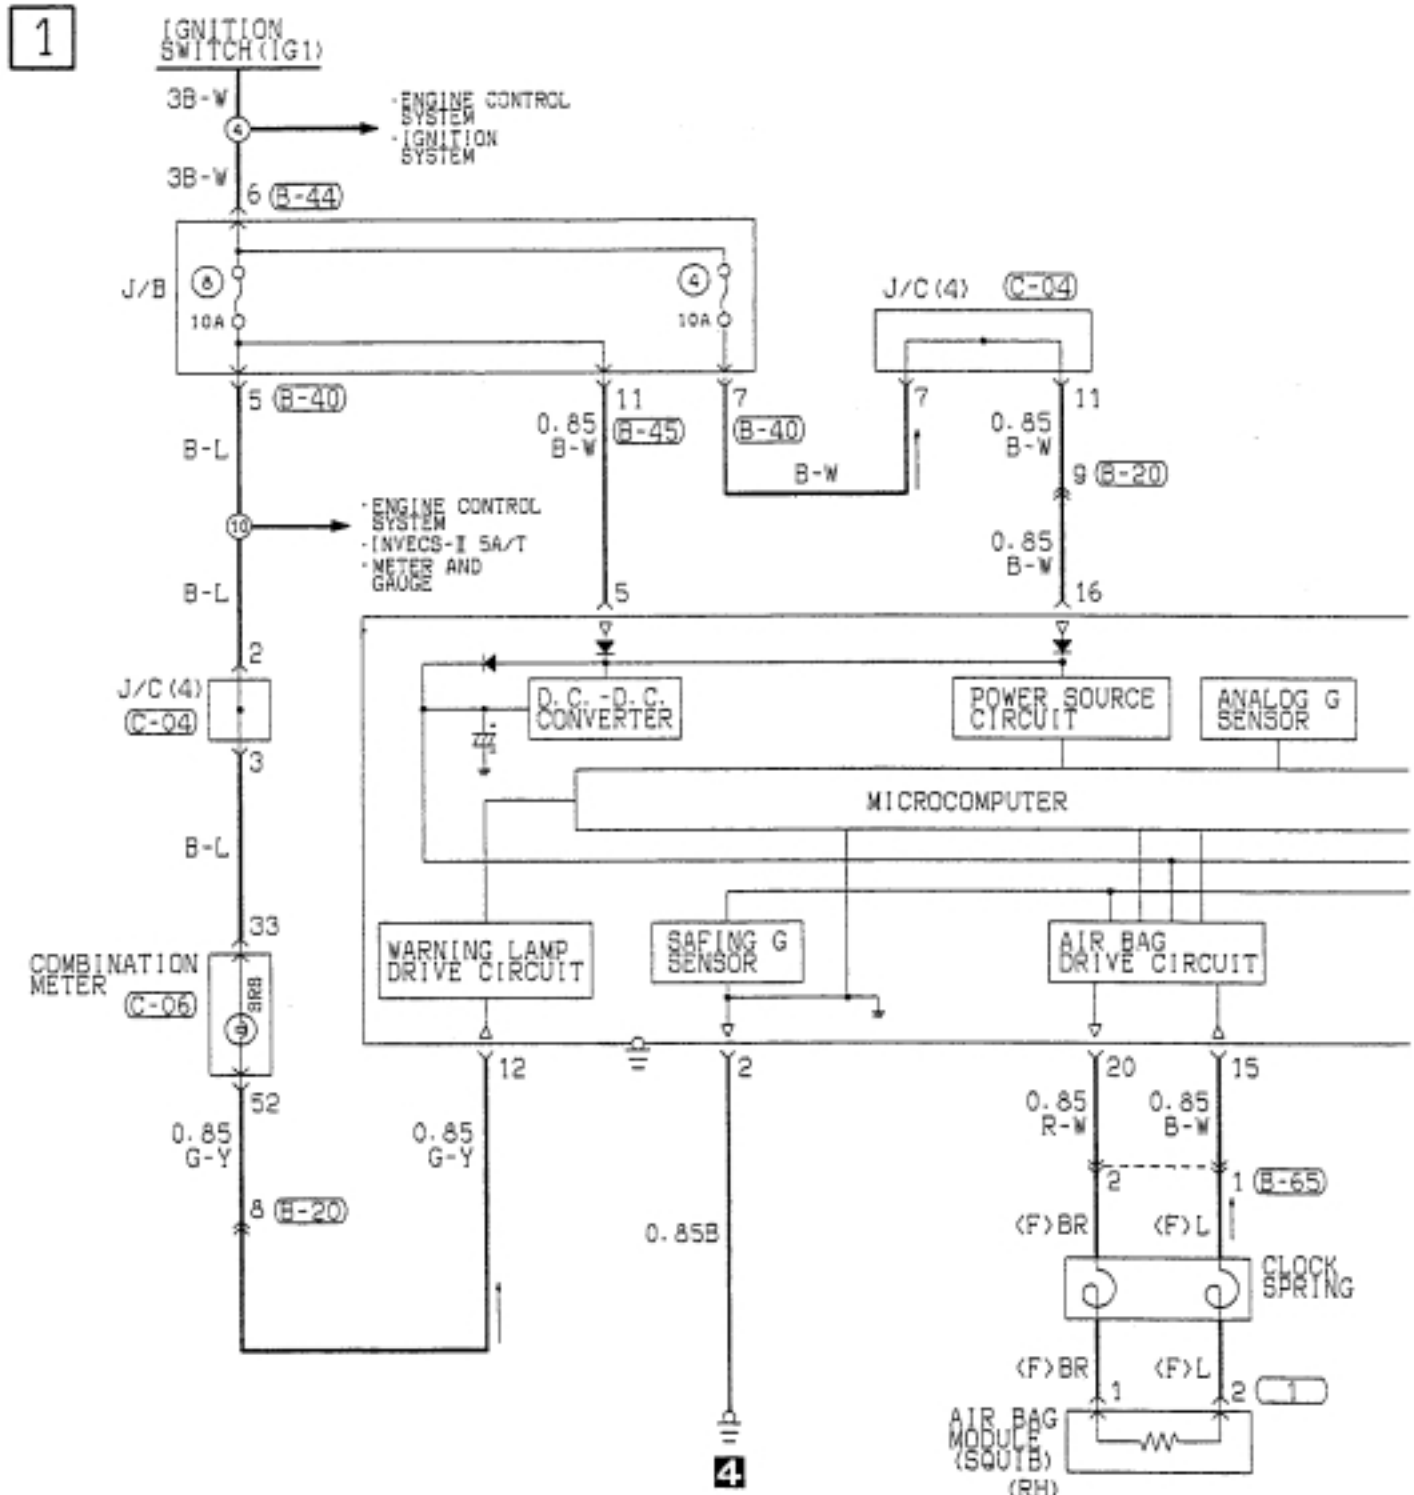 1
IGNITION
SWITCH(IG1)
3B-W
4
·ENGINE CONTROL
SYSTEM
·IGNITION
SYSTEM
3B-W
6 B-44
J/B
8
10A
4
10A
J/C(4) C-04
5 B-40
11
B-45
7
B-40
7
11
0.85
B-W
B-L
B-W
0.85
B-W
9 B-20
10
·ENGINE CONTROL
SYSTEM
·INVECS-Ⅱ 5A/T
·METER AND
GAUGE
0.85
B-W
B-L
5
16
2
J/C(4)
C-04
D.C.-D.C.
CONVERTER
POWER SOURCE
CIRCUIT
ANALOG G
SENSOR
3
MICROCOMPUTER
B-L
33
COMBINATION
METER
C-06
SRS
9
WARNING LAMP
DRIVE CIRCUIT
SAFING G
SENSOR
AIR BAG
DRIVE CIRCUIT
52
12
2
20
15
0.85
G-Y
0.85
G-Y
0.85
R-W
0.85
B-W
8 B-20
2
1 B-65
0.85B
(F)BR
(F)L
CLOCK
SPRING
(F)BR
(F)L
1
2 1
AIR BAG
MODULE
(SQUIB)
(RH)
4